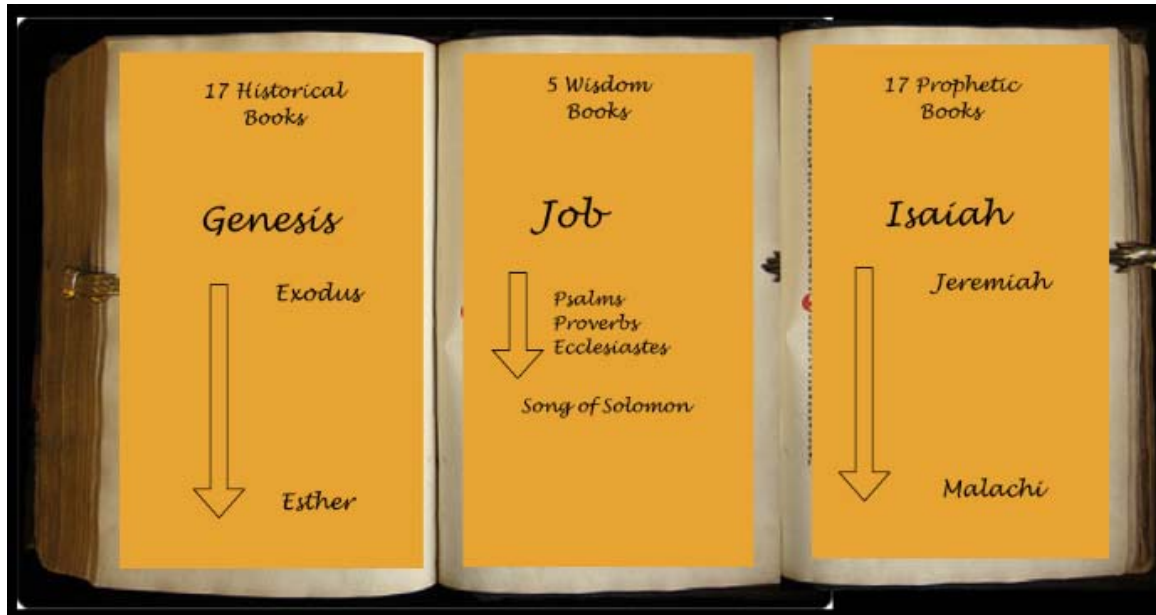 17 Historical
Books
Genesis
Exodus
Esther
5 Wisdom
Books
Job
Psalms
Proverbs
Ecclesiastes
Song of Solomon
17 Prophetic
Books
Isaiah
Jeremiah
Malachi